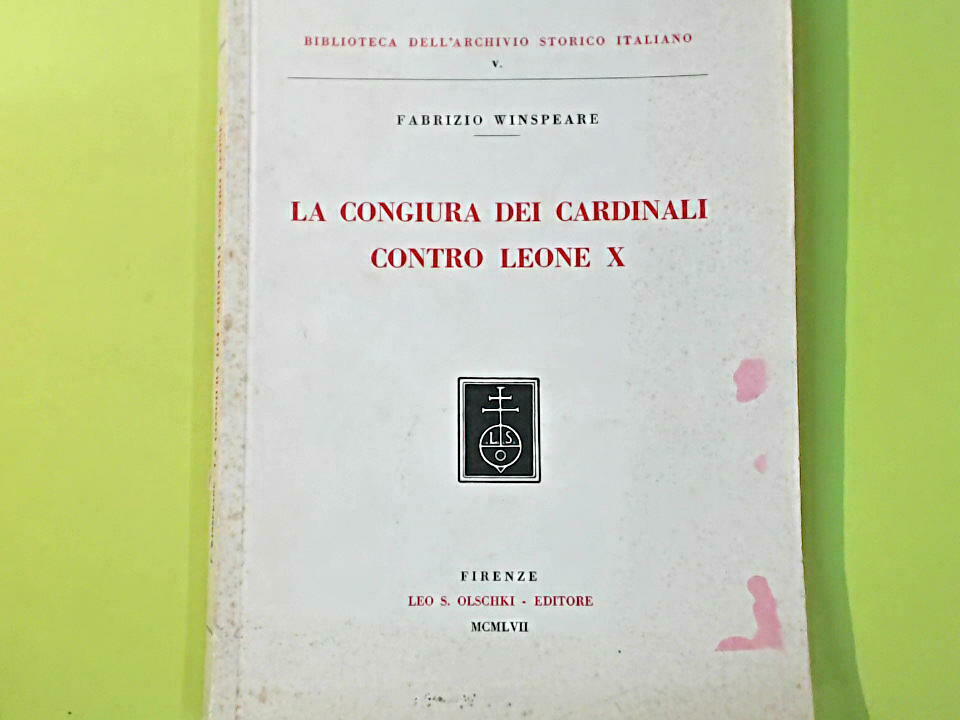 BIBLIOTECA DELL'ARCHIVIO STORICO ITALIANO
V.
FABRIZIO WINSPEARE
LA CONGIURA DEI CARDINALI
CONTRO LEONE X
.L.S.
FIRENZE
LEO S. OLSCHKI - EDITORE
MCMLVII